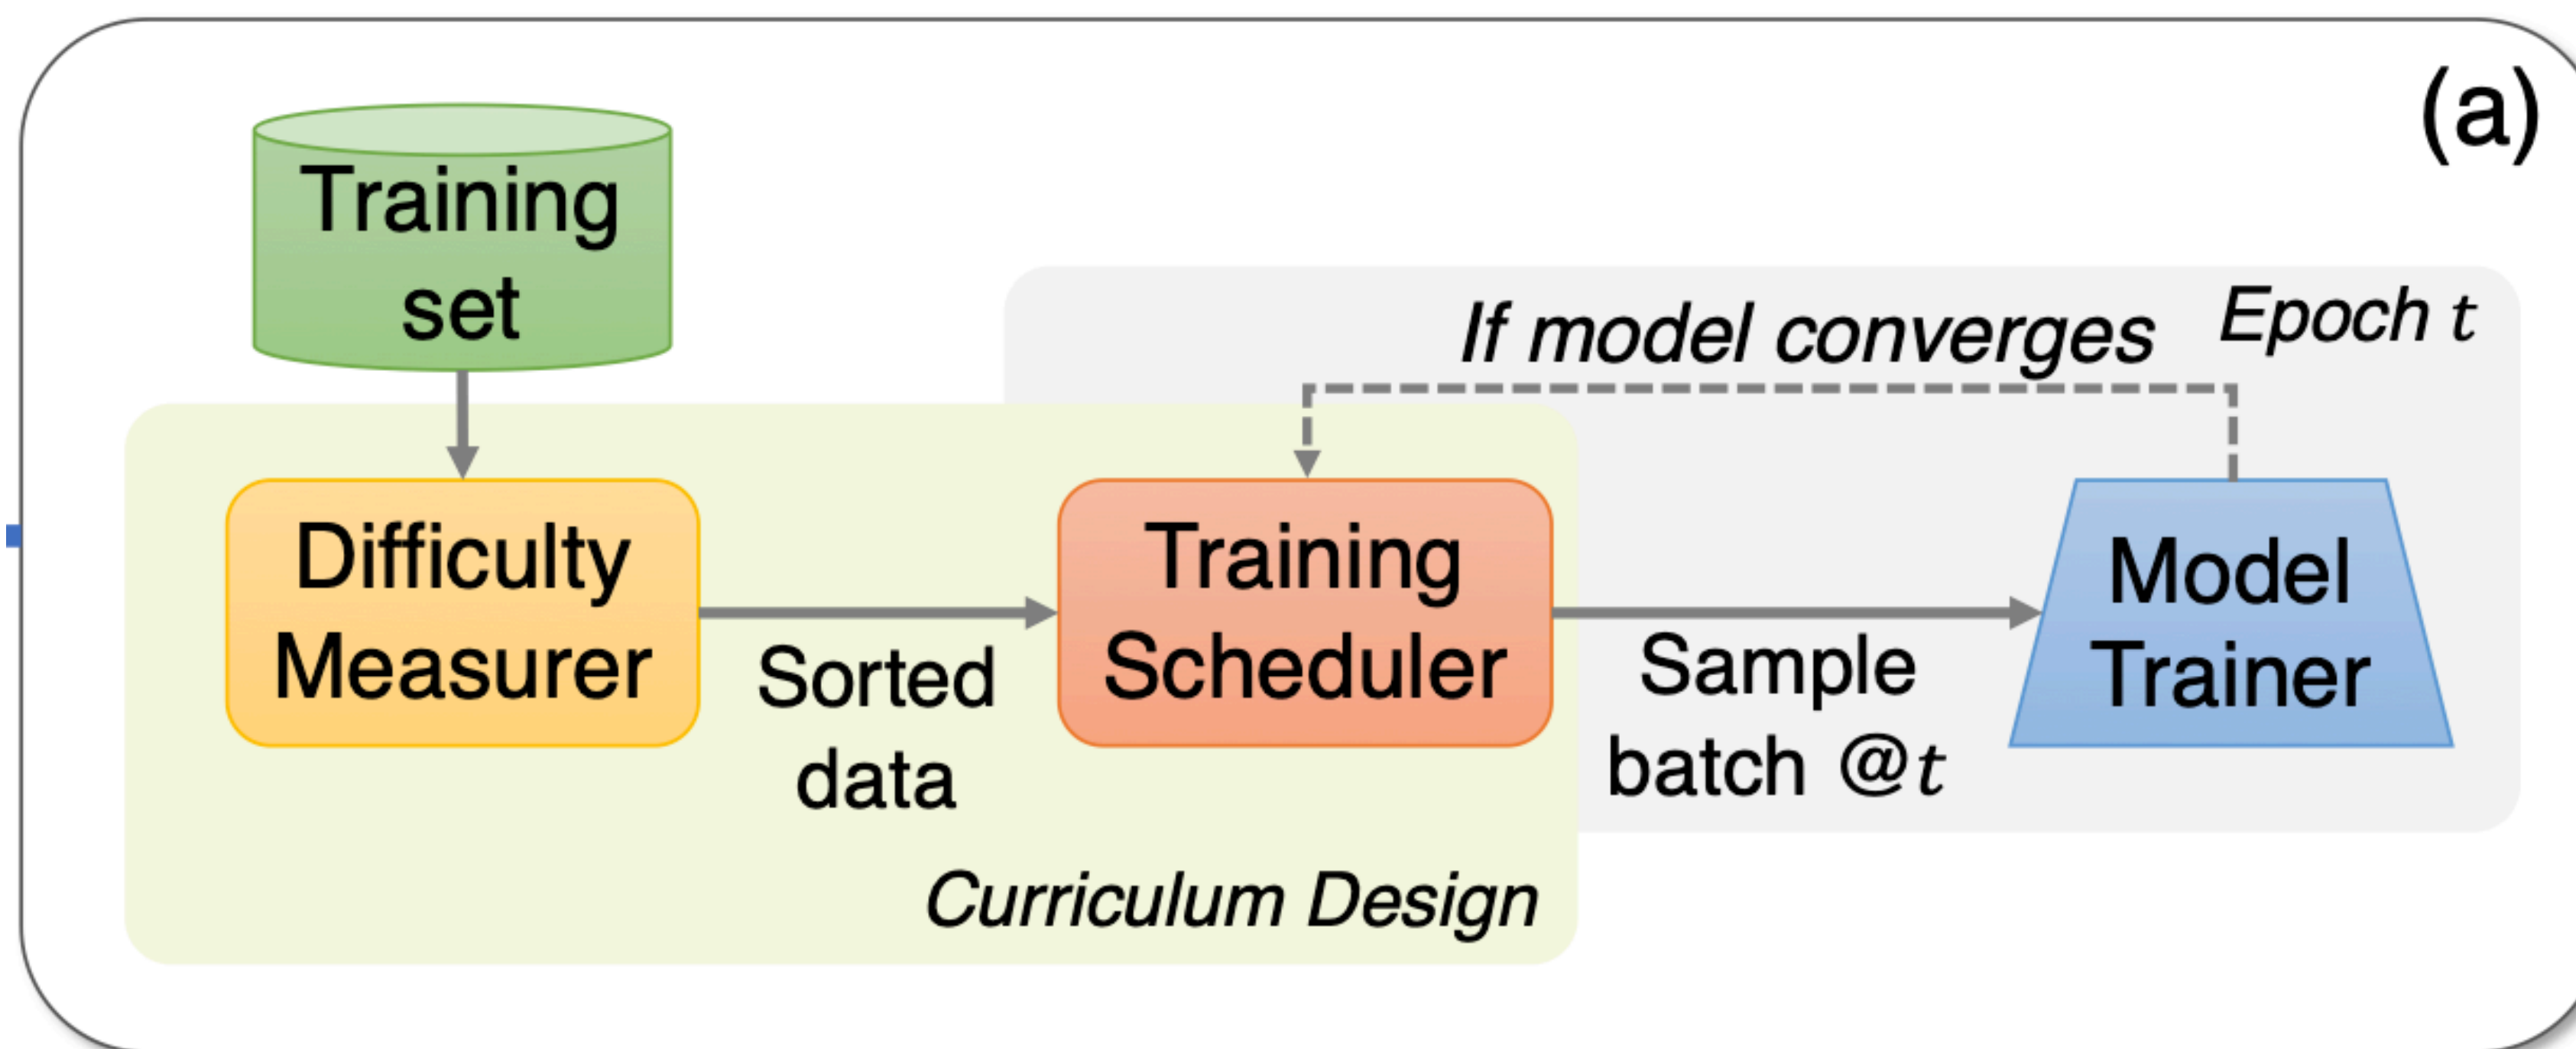 (a)
Training
set
If model converges
Epoch t
Difficulty
Measurer
Sorted
data
Training
Scheduler
Sample
batch @t
Model
Trainer
Curriculum Design